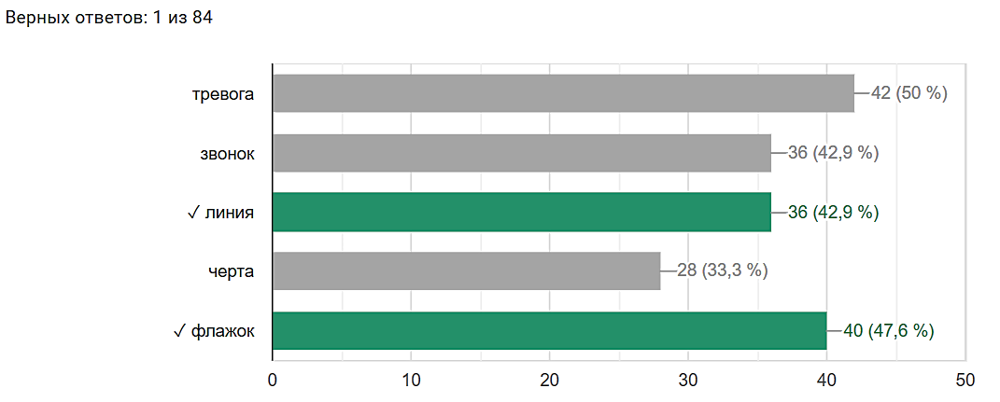 Верных ответов: 1 из 84
тревога 42 (50 %)
звонок 36 (42,9 %)
✓ линия 36 (42,9 %)
черта 28 (33,3 %)
✓ флажок 40 (47,6 %)
0 10 20 30 40 50